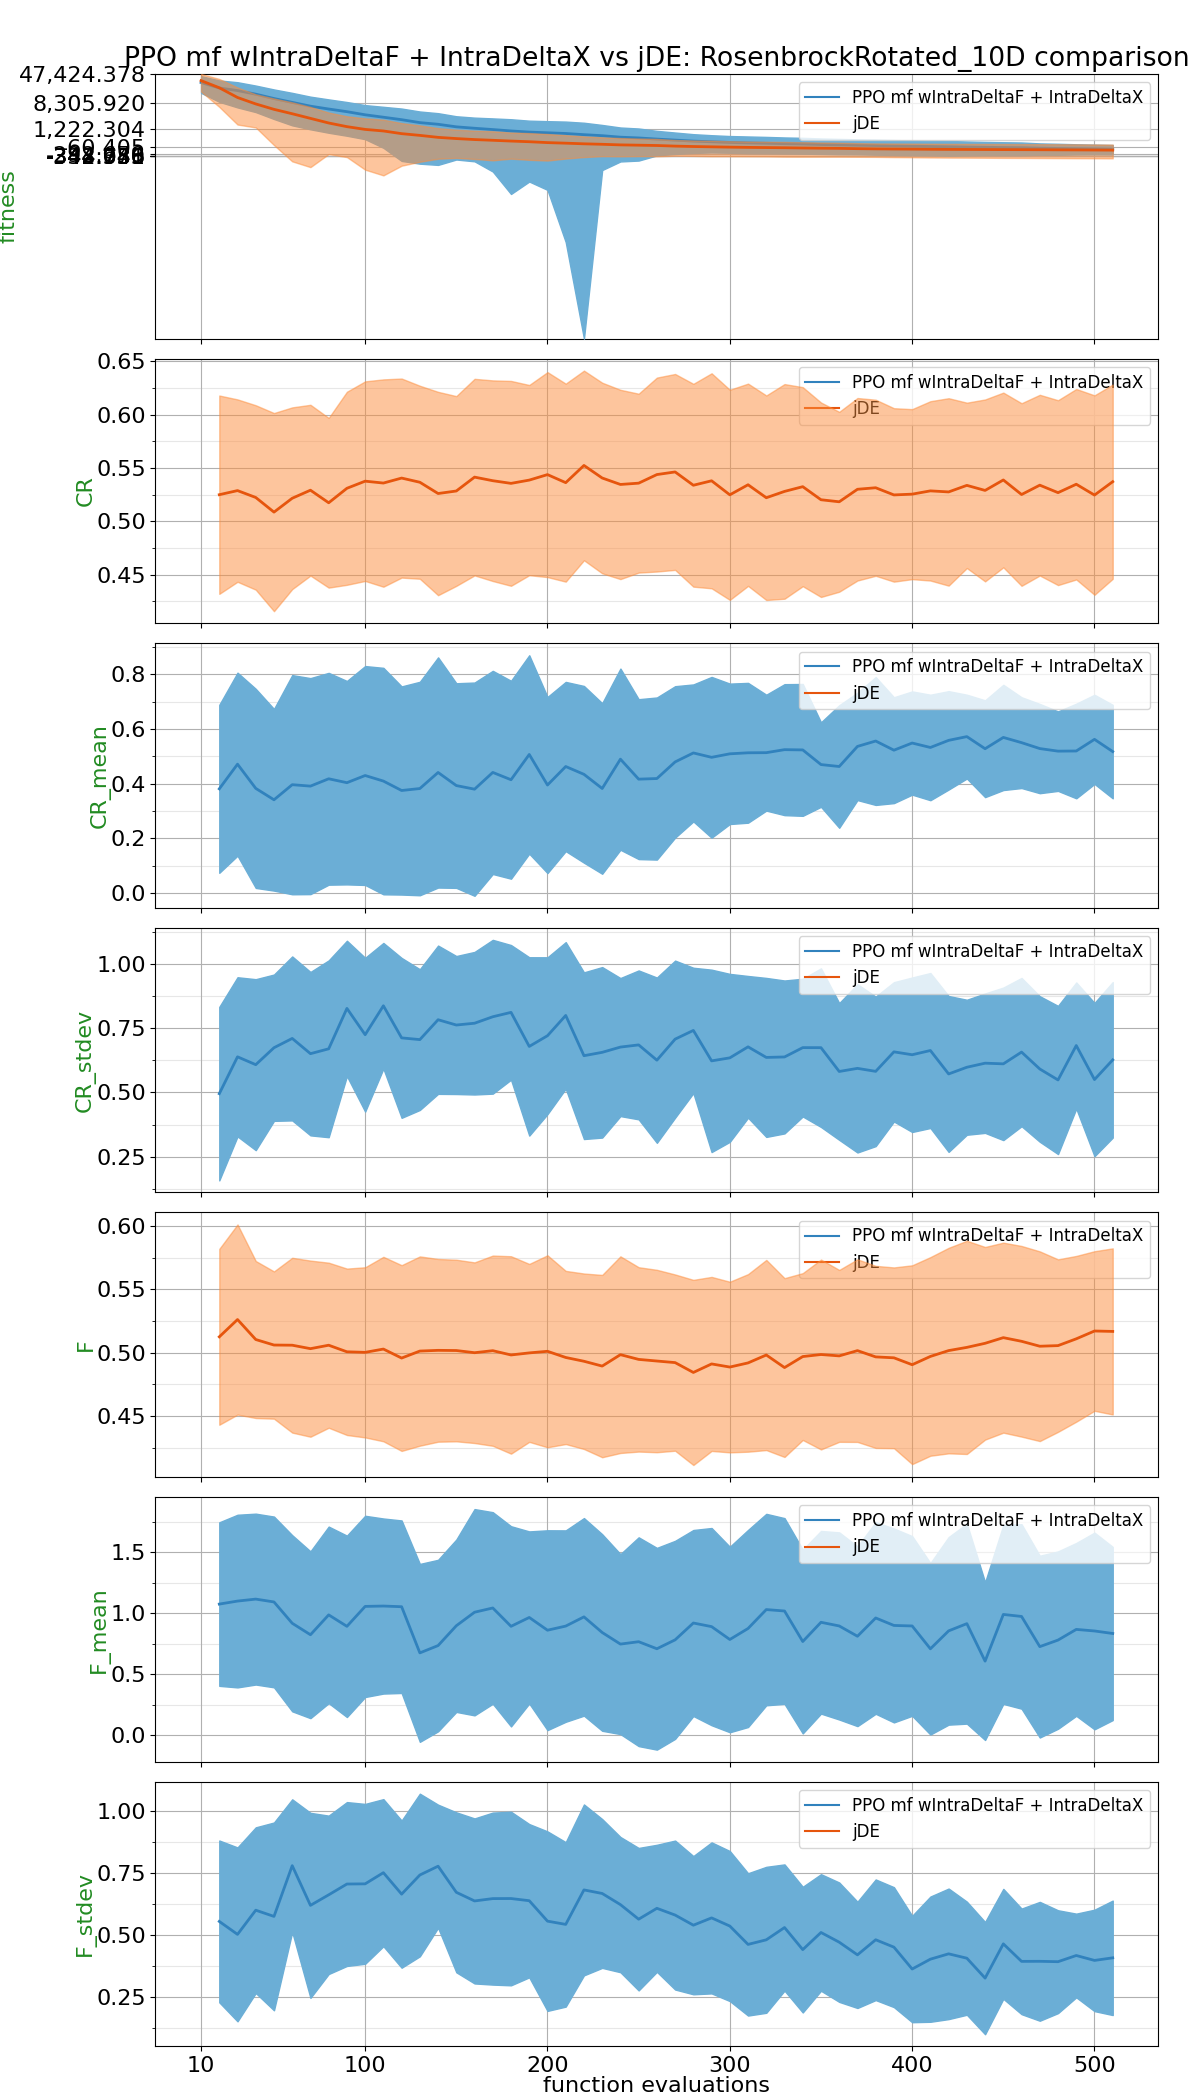 PPO mf wIntraDeltaF + IntraDeltaX vs jDE: RosenbrockRotated_10D comparison
47,424.378
8,305.920
1,222.304
fitness
PPO mf wIntraDeltaF + IntraDeltaX
jDE
0.65
0.60
0.55
0.50
0.45
CR
PPO mf wIntraDeltaF + IntraDeltaX
jDE
0.8
0.6
0.4
0.2
0.0
CR_mean
PPO mf wIntraDeltaF + IntraDeltaX
jDE
1.00
0.75
0.50
0.25
CR_stdev
PPO mf wIntraDeltaF + IntraDeltaX
jDE
0.60
0.55
0.50
0.45
F
PPO mf wIntraDeltaF + IntraDeltaX
jDE
1.5
1.0
0.5
0.0
F_mean
PPO mf wIntraDeltaF + IntraDeltaX
jDE
1.00
0.75
0.50
0.25
F_stdev
PPO mf wIntraDeltaF + IntraDeltaX
jDE
10 100 200 300 400 500
function evaluations